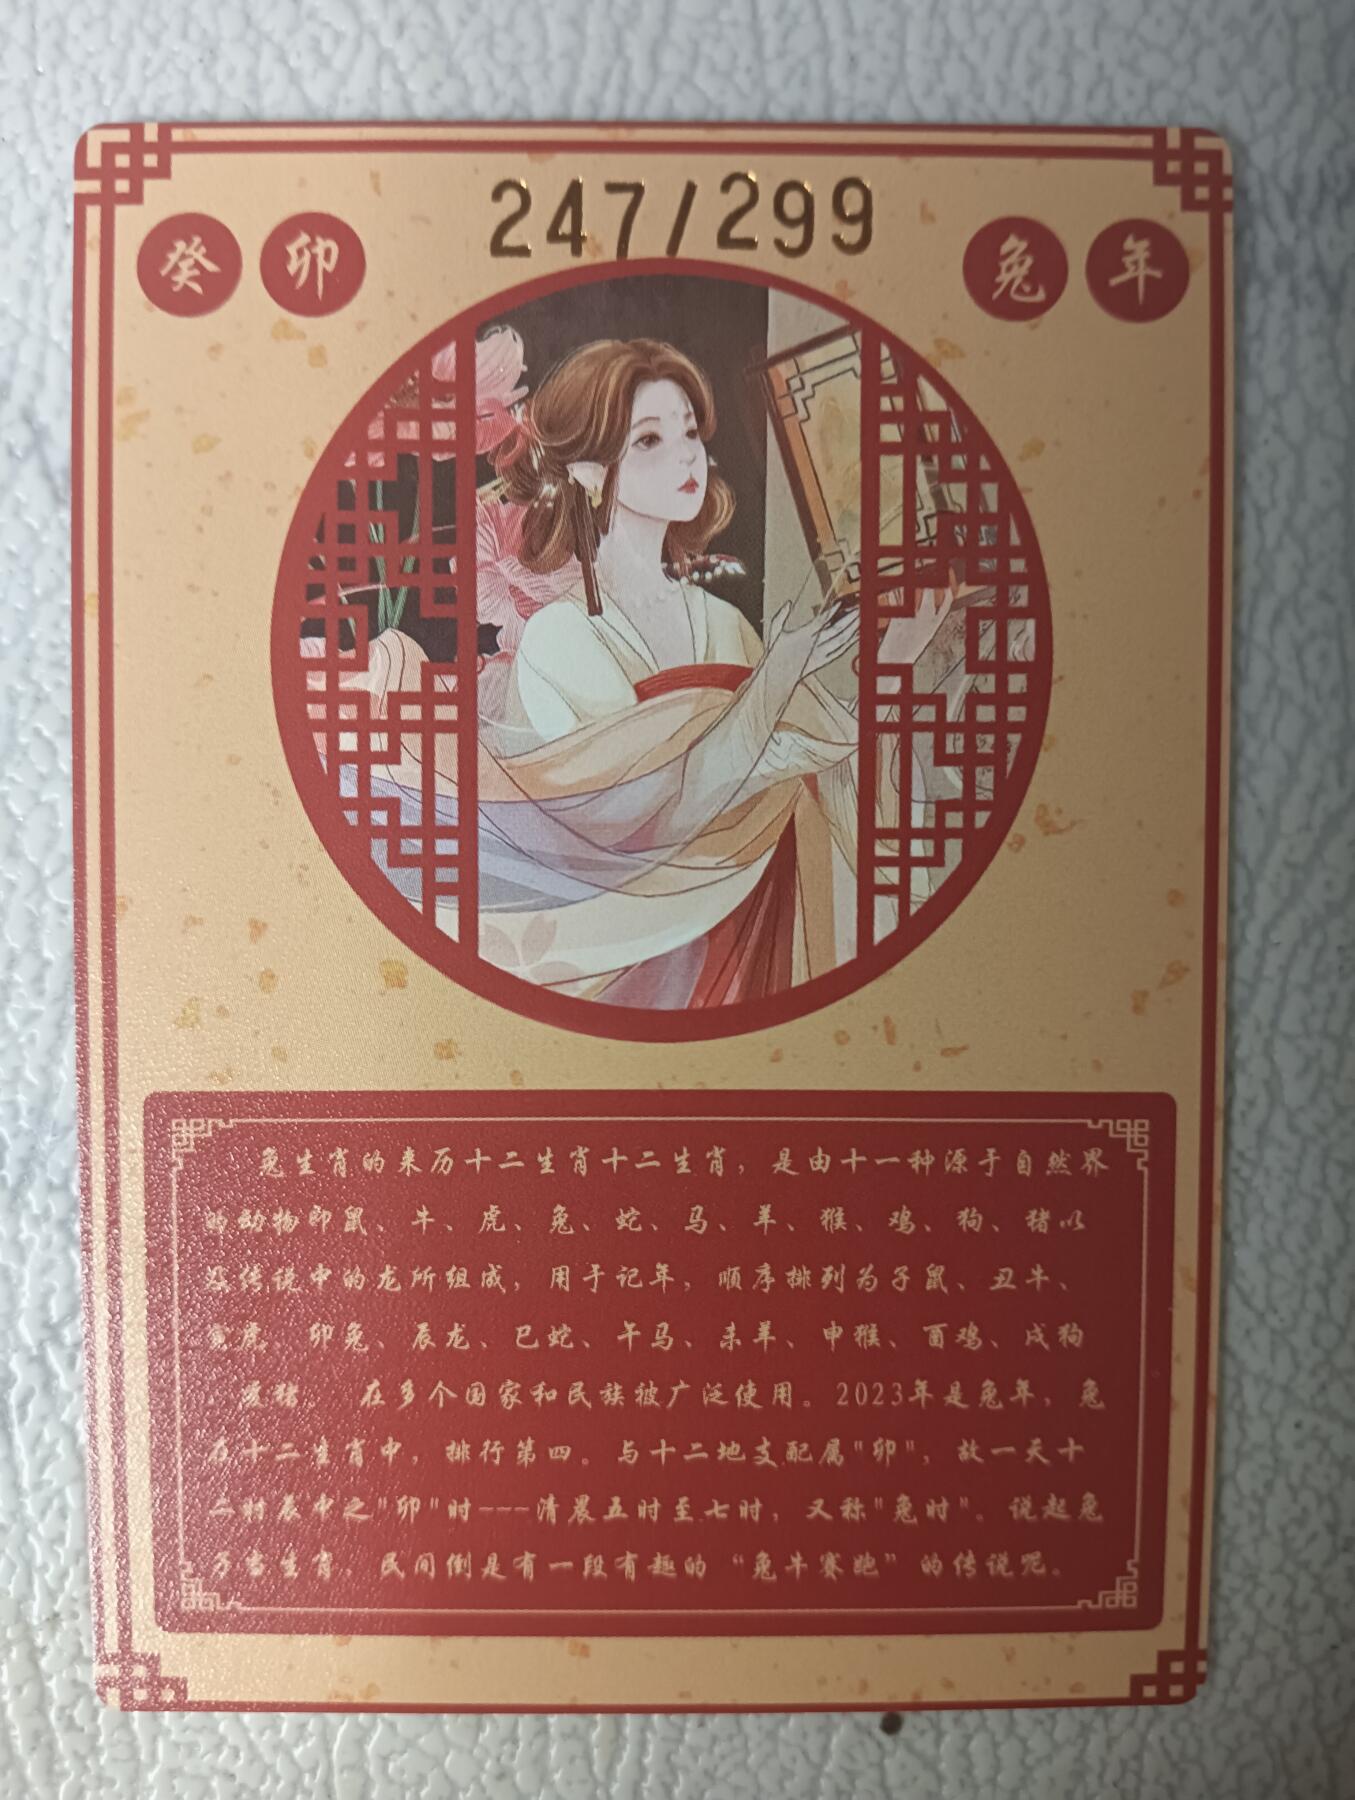 247/299
癸卯 兔年
兔生肖的来历十二生肖十二生肖，是由十一种源于自然界
的动物即鼠、牛、虎、兔、蛇、马、羊、猴、鸡、狗、猪以
及传说中的龙所组成，用于记年，顺序排列为子鼠、丑牛、
寅虎、卯兔、辰龙、巳蛇、午马、未羊、申猴、酉鸡、戌狗
、亥猪。在多个国家和民族被广泛使用。2023年是兔年，兔
在十二生肖中，排行第四。与十二地支配属"卯"，故一天十
二时辰中之"卯"时---清晨五时至七时，又称"兔时"。说起兔
万当生肖，民间倒是有一段有趣的“兔牛赛跑”的传说呢。